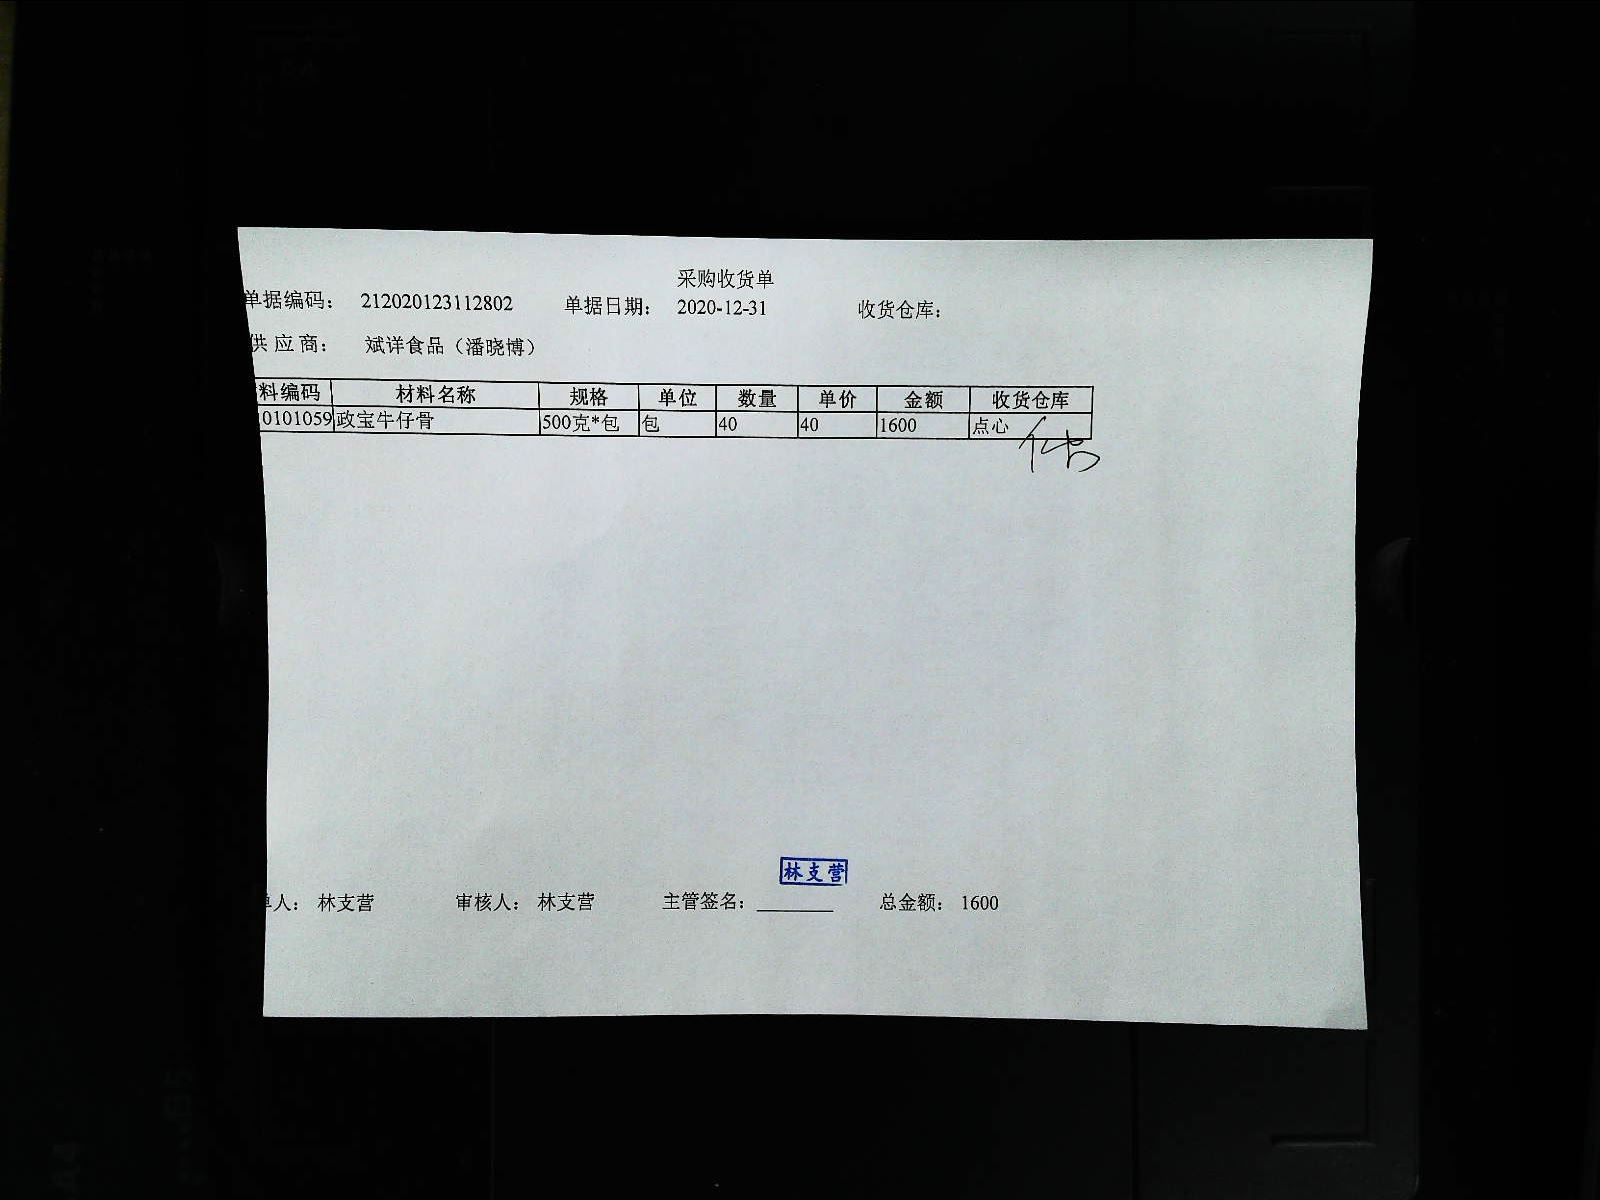 采购收货单
单据编码： 212020123112802 单据日期： 2020-12-31 收货仓库：
供 应 商： 斌详食品（潘晓博）
料编码 材料名称 规格 单位 数量 单价 金额 收货仓库
0101059 政宝牛仔骨 500克*包 包 40 40 1600 点心
林支营
单人： 林支营 审核人： 林支营 主管签名： ________ 总金额： 1600